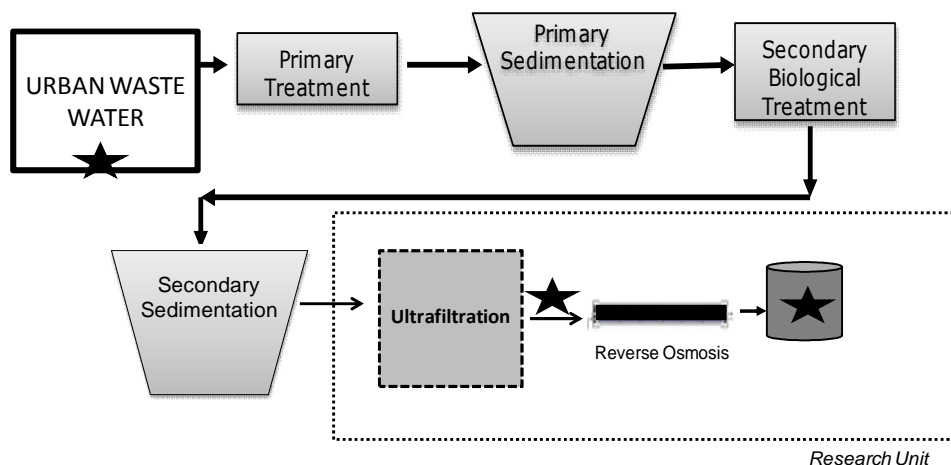 URBAN WASTE
WATER
Primary
Treatment
Primary
Sedimentation
Secondary
Biological
Treatment
Secondary
Sedimentation
Ultrafiltration
Reverse Osmosis
Research Unit